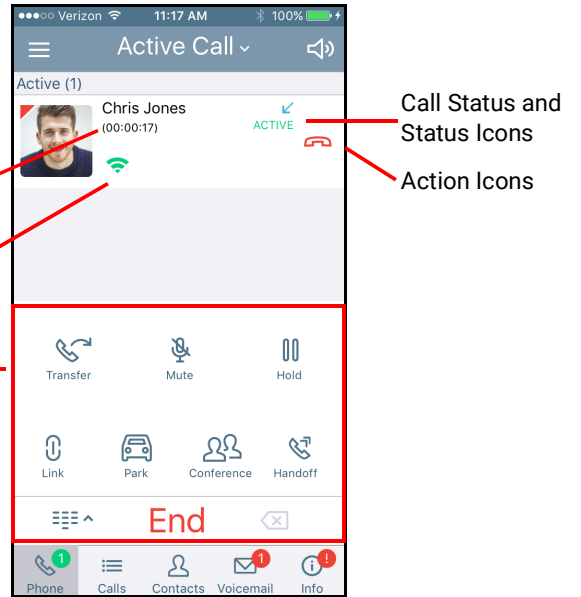 Verizon 11:17 AM 100%
Active Call
Active (1)
Chris Jones
(00:00:17)
ACTIVE
Call Status and
Status Icons
Action Icons
Transfer Mute Hold
Link Park Conference Handoff
End
1 1 !
Phone Calls Contacts Voicemail Info